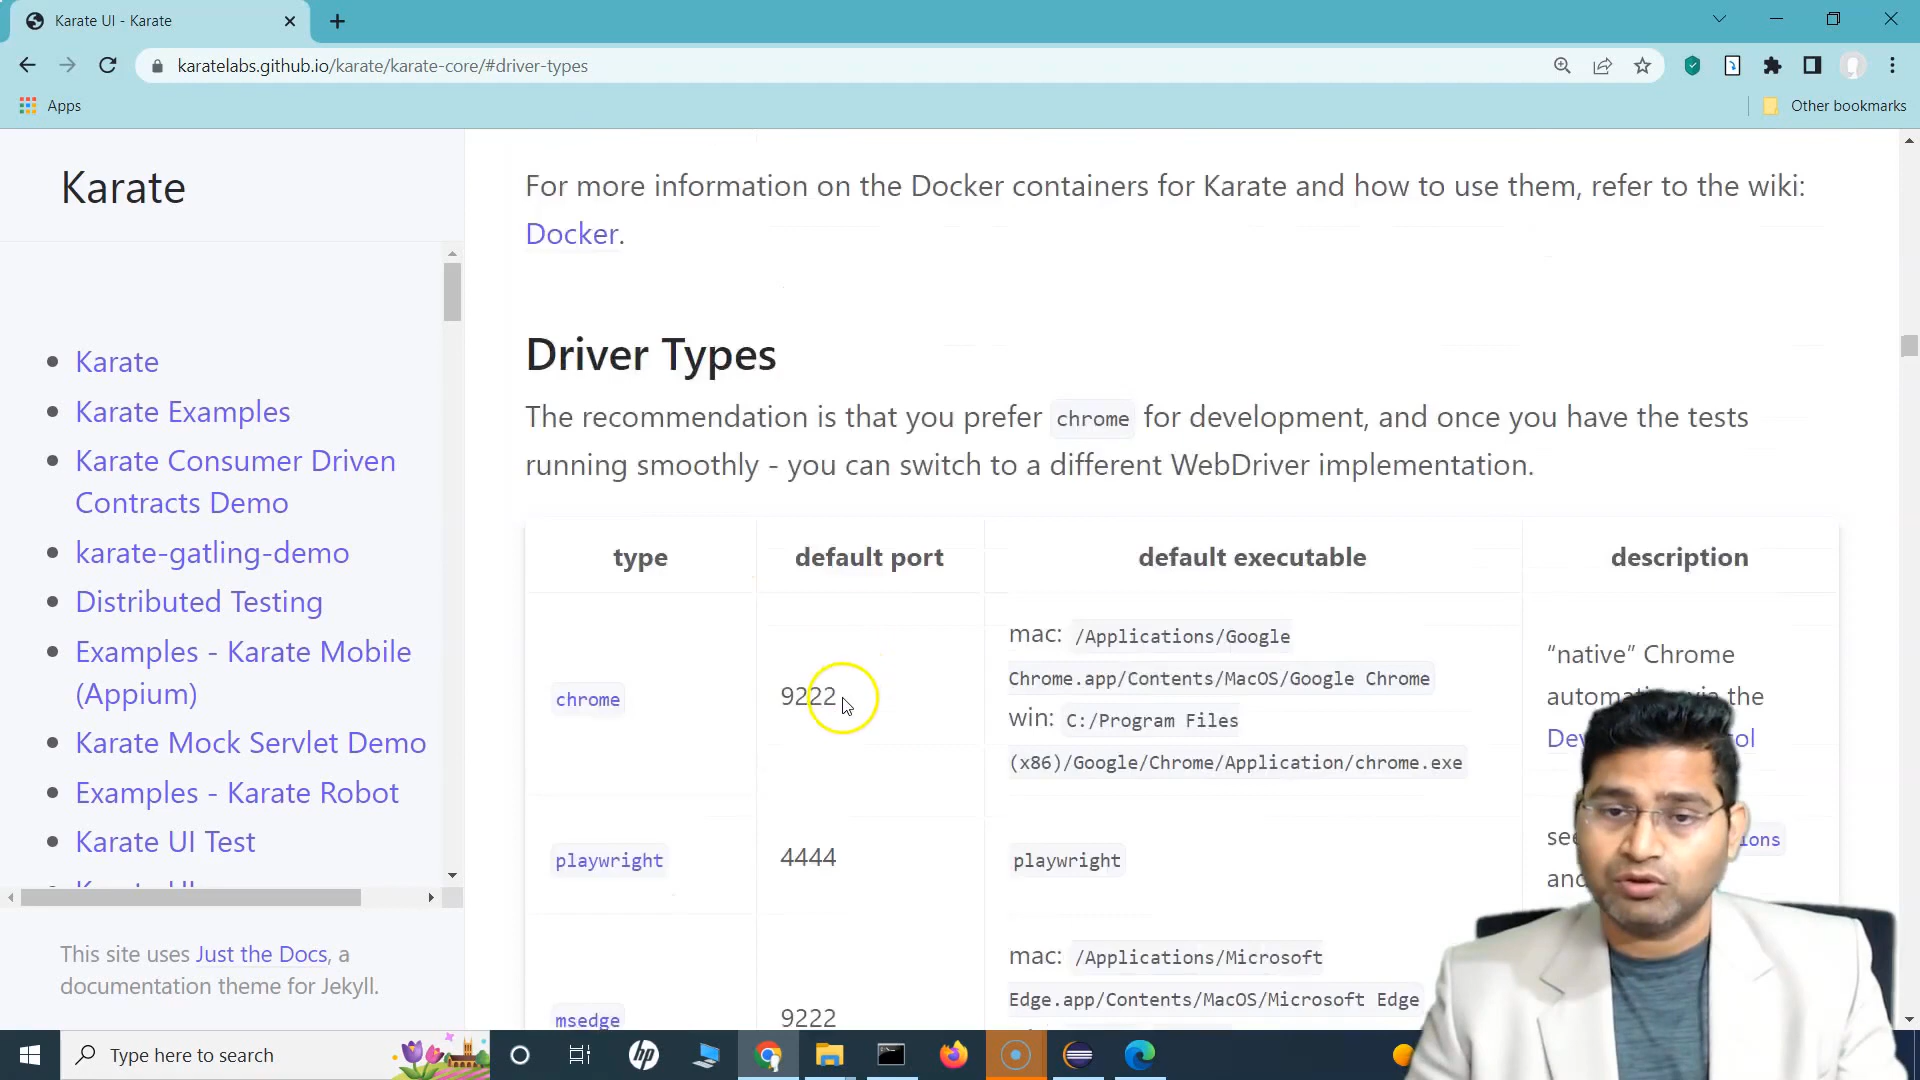 Karate UI - Karate
karatelabs.github.io/karate/karate-core/#driver-types
Apps
Other bookmarks
Karate
Karate
Karate Examples
Karate Consumer Driven
Contracts Demo
karate-gatling-demo
Distributed Testing
Examples - Karate Mobile
(Appium)
Karate Mock Servlet Demo
Examples - Karate Robot
Karate UI Test
This site uses Just the Docs, a
documentation theme for Jekyll.
For more information on the Docker containers for Karate and how to use them, refer to the wiki:
Docker.
Driver Types
The recommendation is that you prefer chrome for development, and once you have the tests
running smoothly - you can switch to a different WebDriver implementation.
type default port default executable description
chrome
9222
mac: /Applications/Google
Chrome.app/Contents/MacOS/Google Chrome
win: C:/Program Files
(x86)/Google/Chrome/Application/chrome.exe
“native” Chrome
the
playwright
4444
playwright
msedge
9222
mac: /Applications/Microsoft
Edge.app/Contents/MacOS/Microsoft Edge
Type here to search
hp